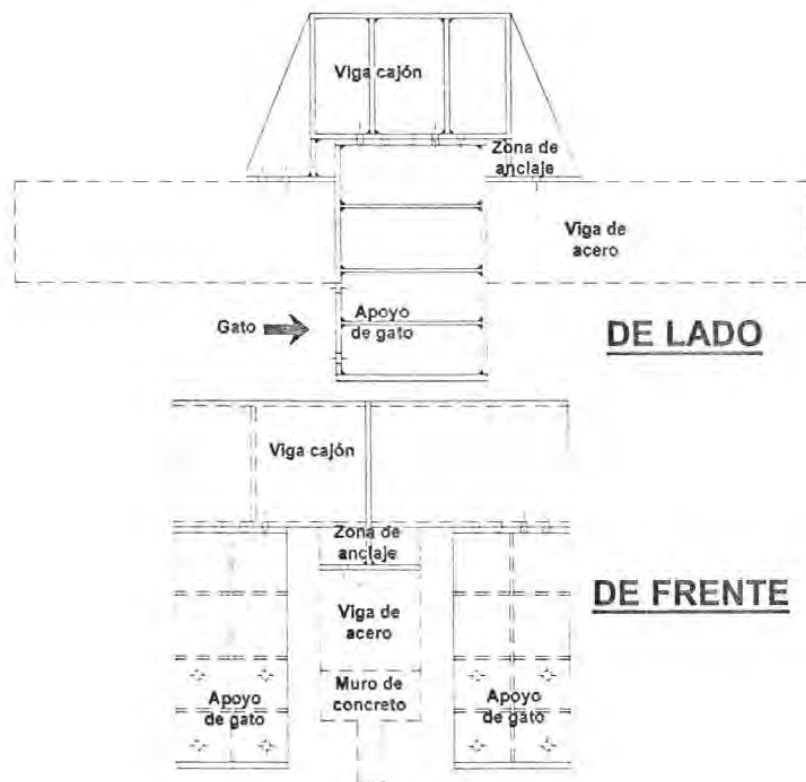 Viga cajón
Zona de
anclaje
Viga de
acero
Gato
Apoyo
de gato
DE LADO
Viga cajón
Zona de
anclaje
DE FRENTE
Viga de
acero
Muro de
concreto
Apoyo
de gato
Apoyo
de gato